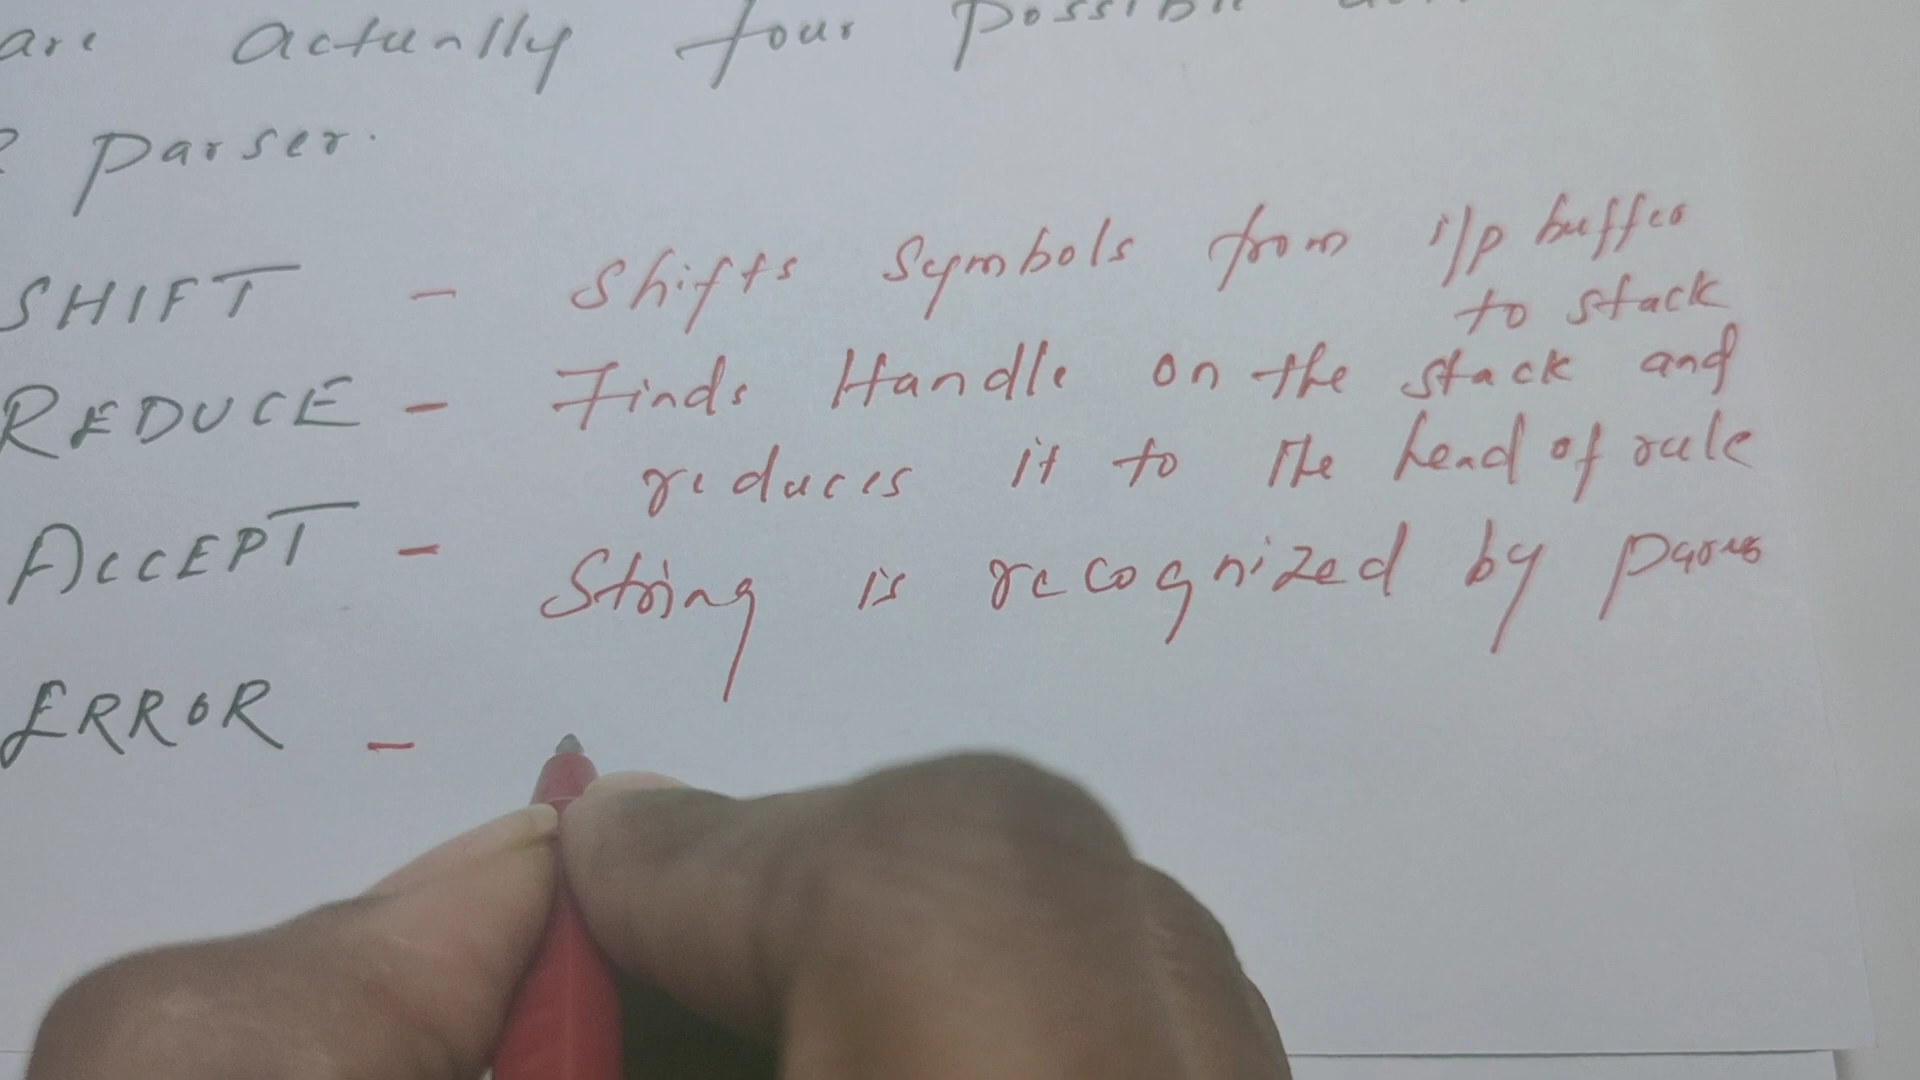 are actually four possible
parser.
SHIFT - Shifts symbols from i/p buffer
to stack
REDUCE - Finds Handle on the stack and
reduces it to the head of rule
ACCEPT - String is recognized by parser
ERROR -